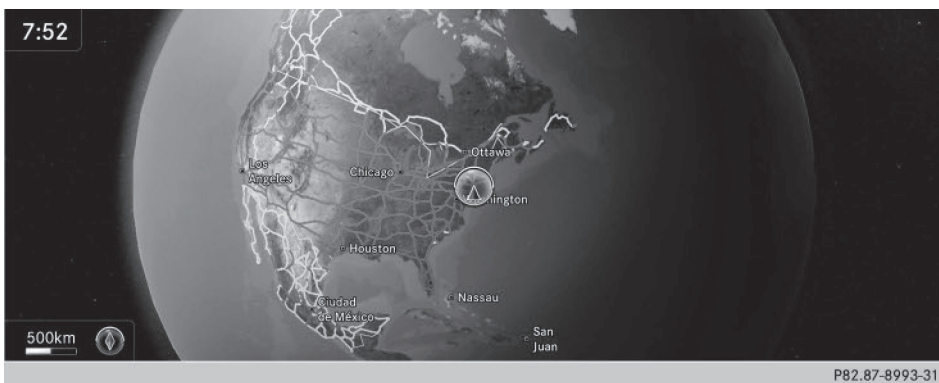 7:52
Ottawa
Los
Angeles
Chicago
ington
Houston
Nassau
Ciudad
de México
San
Juan
500km
P82.87-8993-31